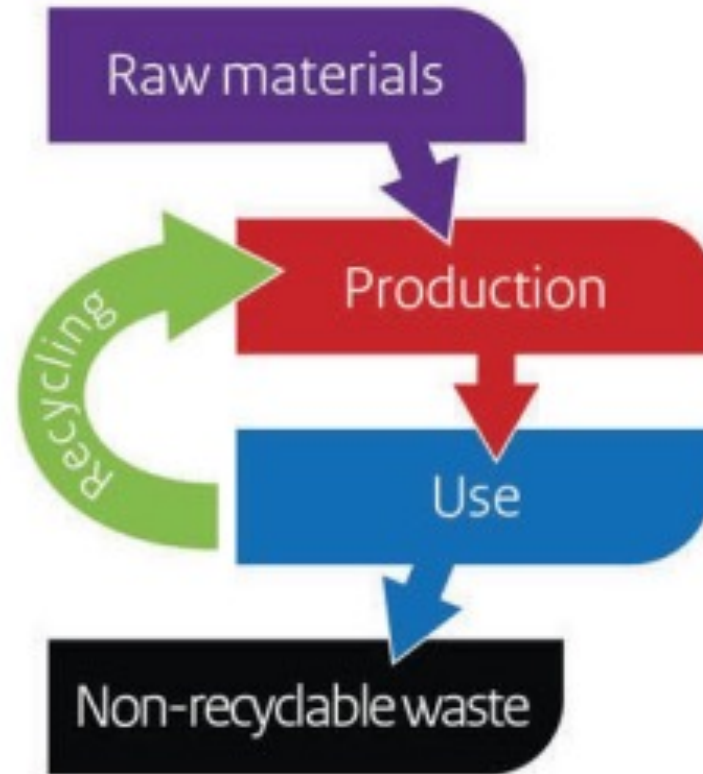 Raw materials
Production
Recycling
Use
Non-recyclable waste